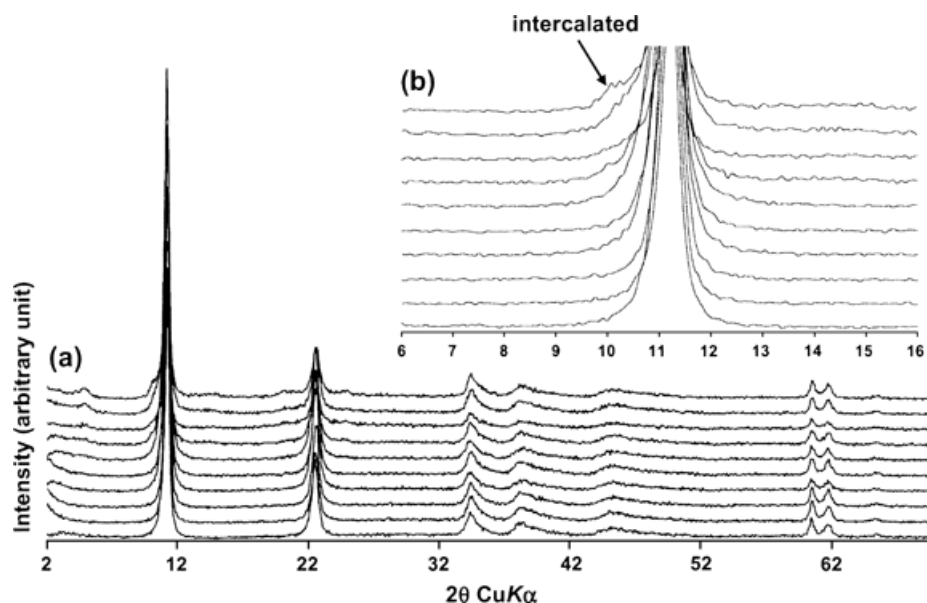 intercalated
(b)
6 7 8 9 10 11 12 13 14 15 16
(a)
Intensity (arbitrary unit)
2 12 22 32 42 52 62
2θ CuKα